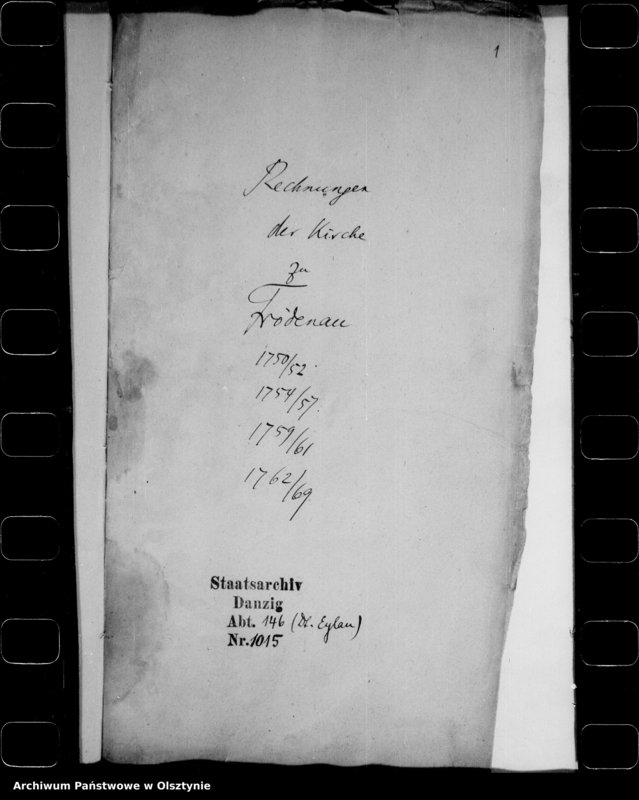 1
Rechnungen
der Kirche
zu
Frödenau
1750/52.
1754/57.
1759/61
1762/69
Staatsarchiv
Danzig
Abt. 146 (Dt. Eylau)
Nr. 1015
Archiwum Państwowe w Olsztynie